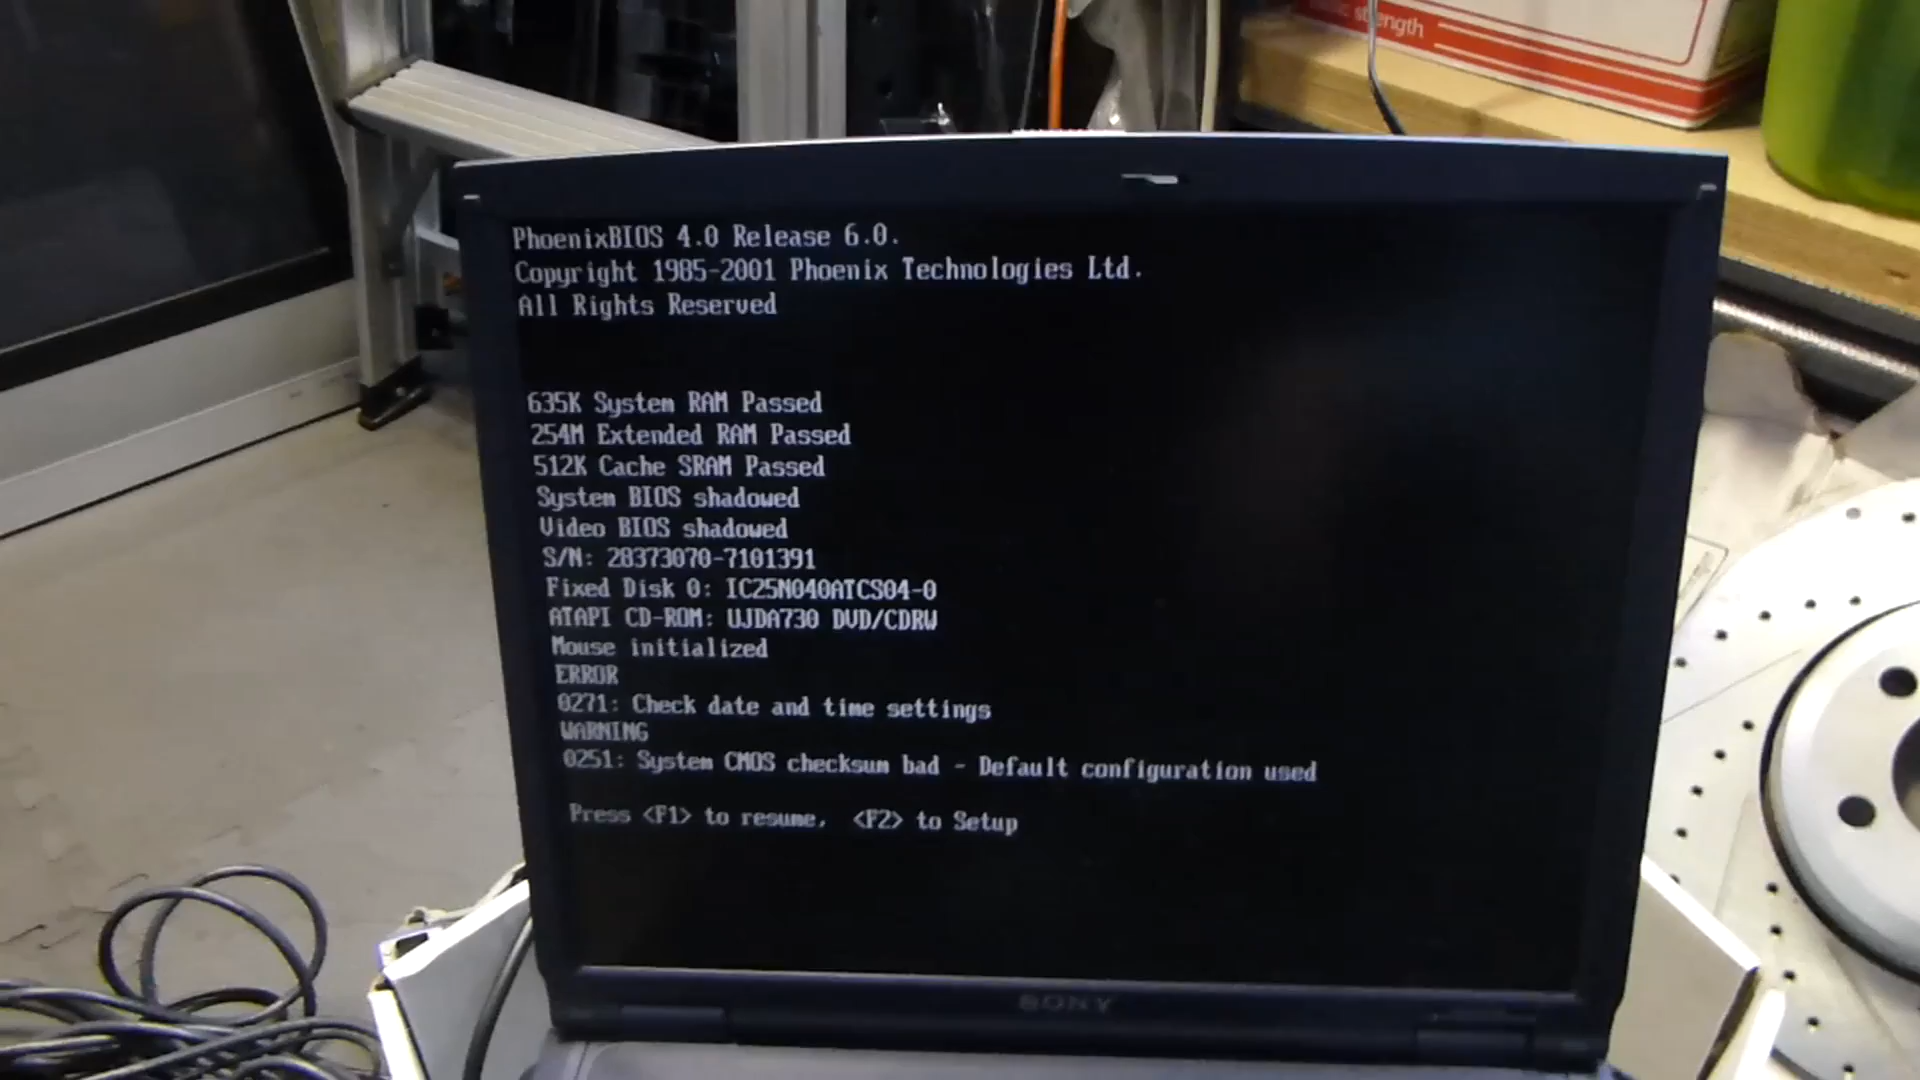 strength
PhoenixBIOS 4.0 Release 6.0.
Copyright 1985-2001 Phoenix Technologies Ltd.
All Rights Reserved
635K System RAM Passed
254M Extended RAM Passed
512K Cache SRAM Passed
System BIOS shadowed
Video BIOS shadowed
S/N: 28373070-7101391
Fixed Disk 0: IC25N040ATCS04-0
ATAPI CD-ROM: UJDA730 DVD/CDRW
Mouse initialized
ERROR
0271: Check date and time settings
WARNING
0251: System CMOS checksum bad - Default configuration used
Press <F1> to resume, <F2> to Setup
SONY